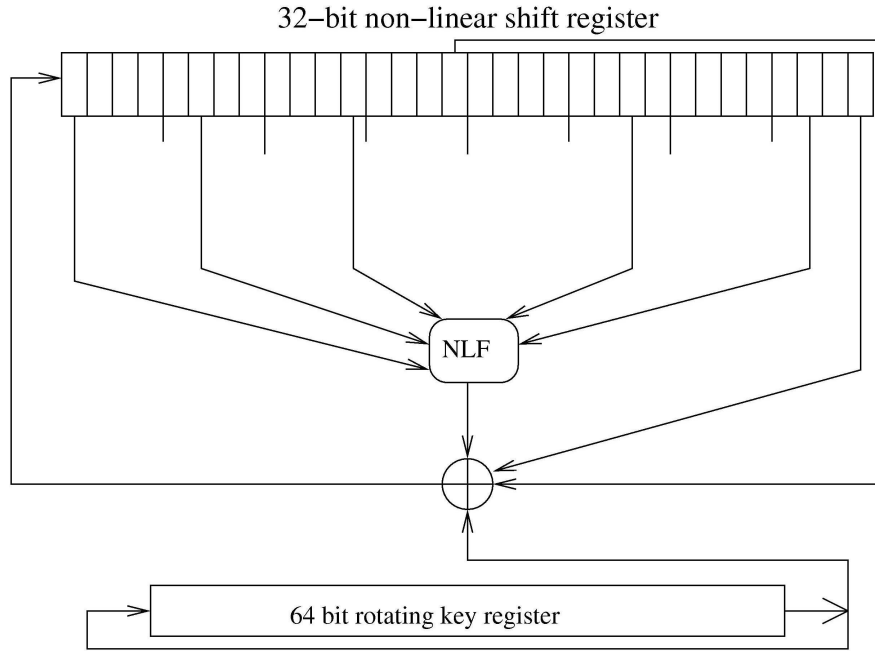 32−bit non−linear shift register
NLF
64 bit rotating key register